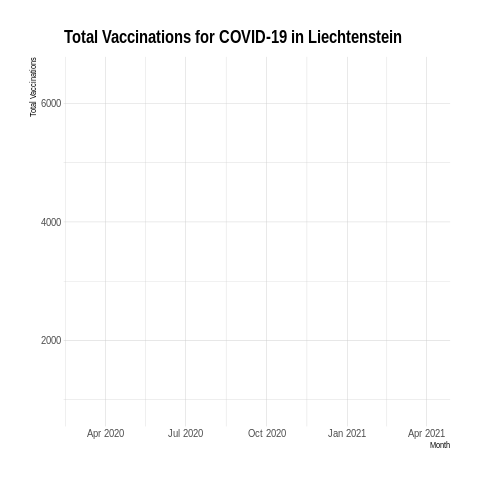 Total Vaccinations for COVID-19 in Liechtenstein
Total Vaccinations
6000
4000
2000
Apr 2020 Jul 2020 Oct 2020 Jan 2021 Apr 2021
Month